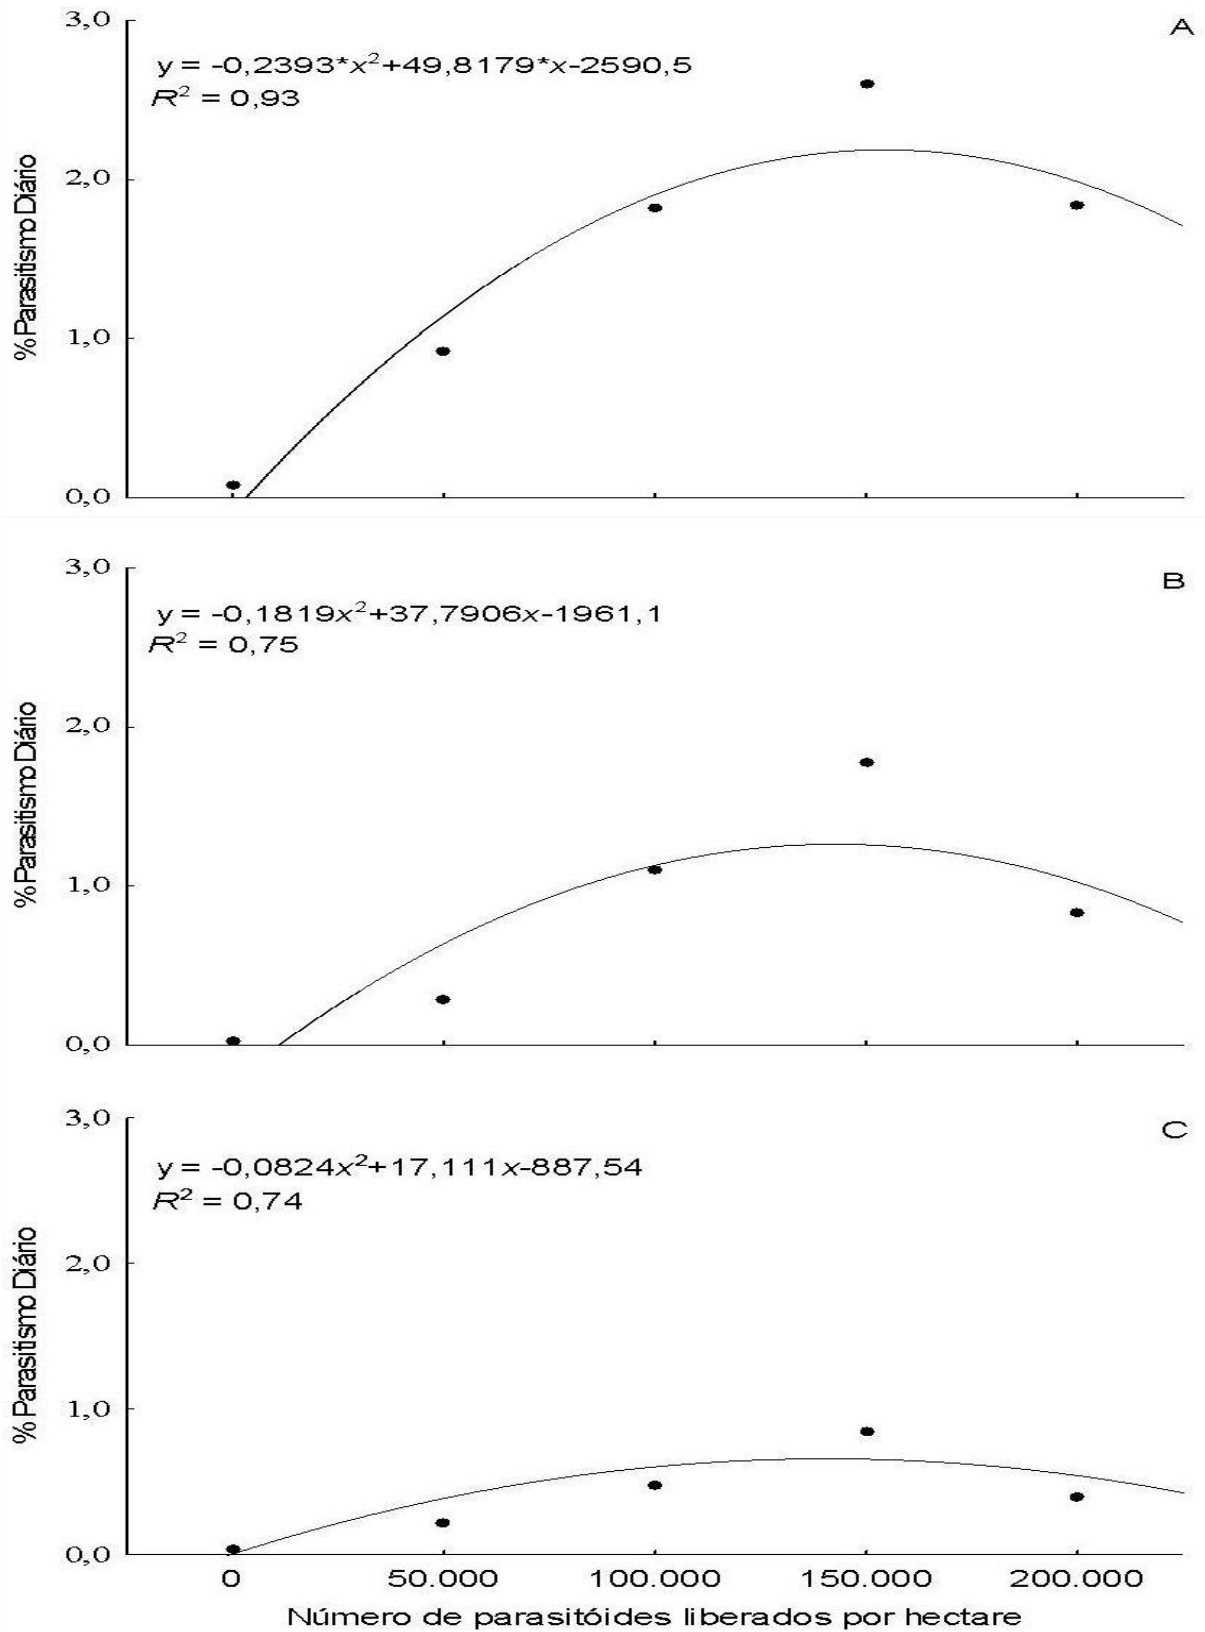 3,0
A
y = -0,2393*x²+49,8179*x-2590,5
R² = 0,93
2,0
1,0
0,0
%Parasitismo Diário
3,0
B
y = -0,1819x²+37,7906x-1961,1
R² = 0,75
2,0
1,0
0,0
%Parasitismo Diário
3,0
C
y = -0,0824x²+17,111x-887,54
R² = 0,74
2,0
1,0
0,0
%Parasitismo Diário
0 50.000 100.000 150.000 200.000
Número de parasitóides liberados por hectare